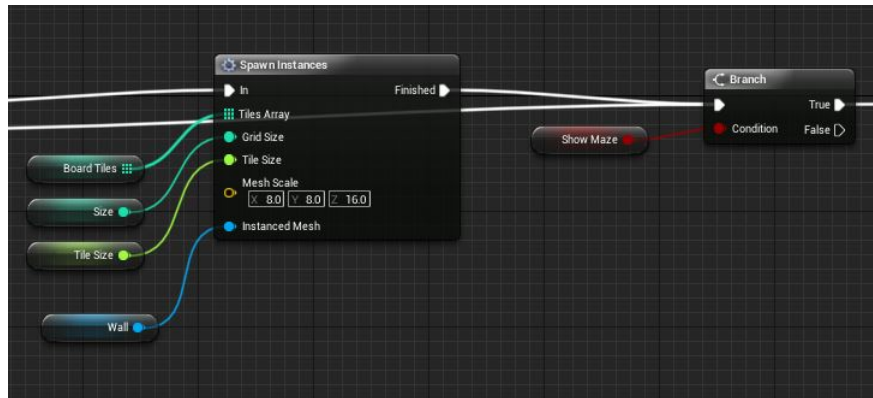 Spawn Instances
In Finished
Tiles Array
Grid Size
Tile Size
Mesh Scale
X 8.0 Y 8.0 Z 16.0
Instanced Mesh
Board Tiles
Size
Tile Size
Wall
Show Maze
Branch
True
Condition False